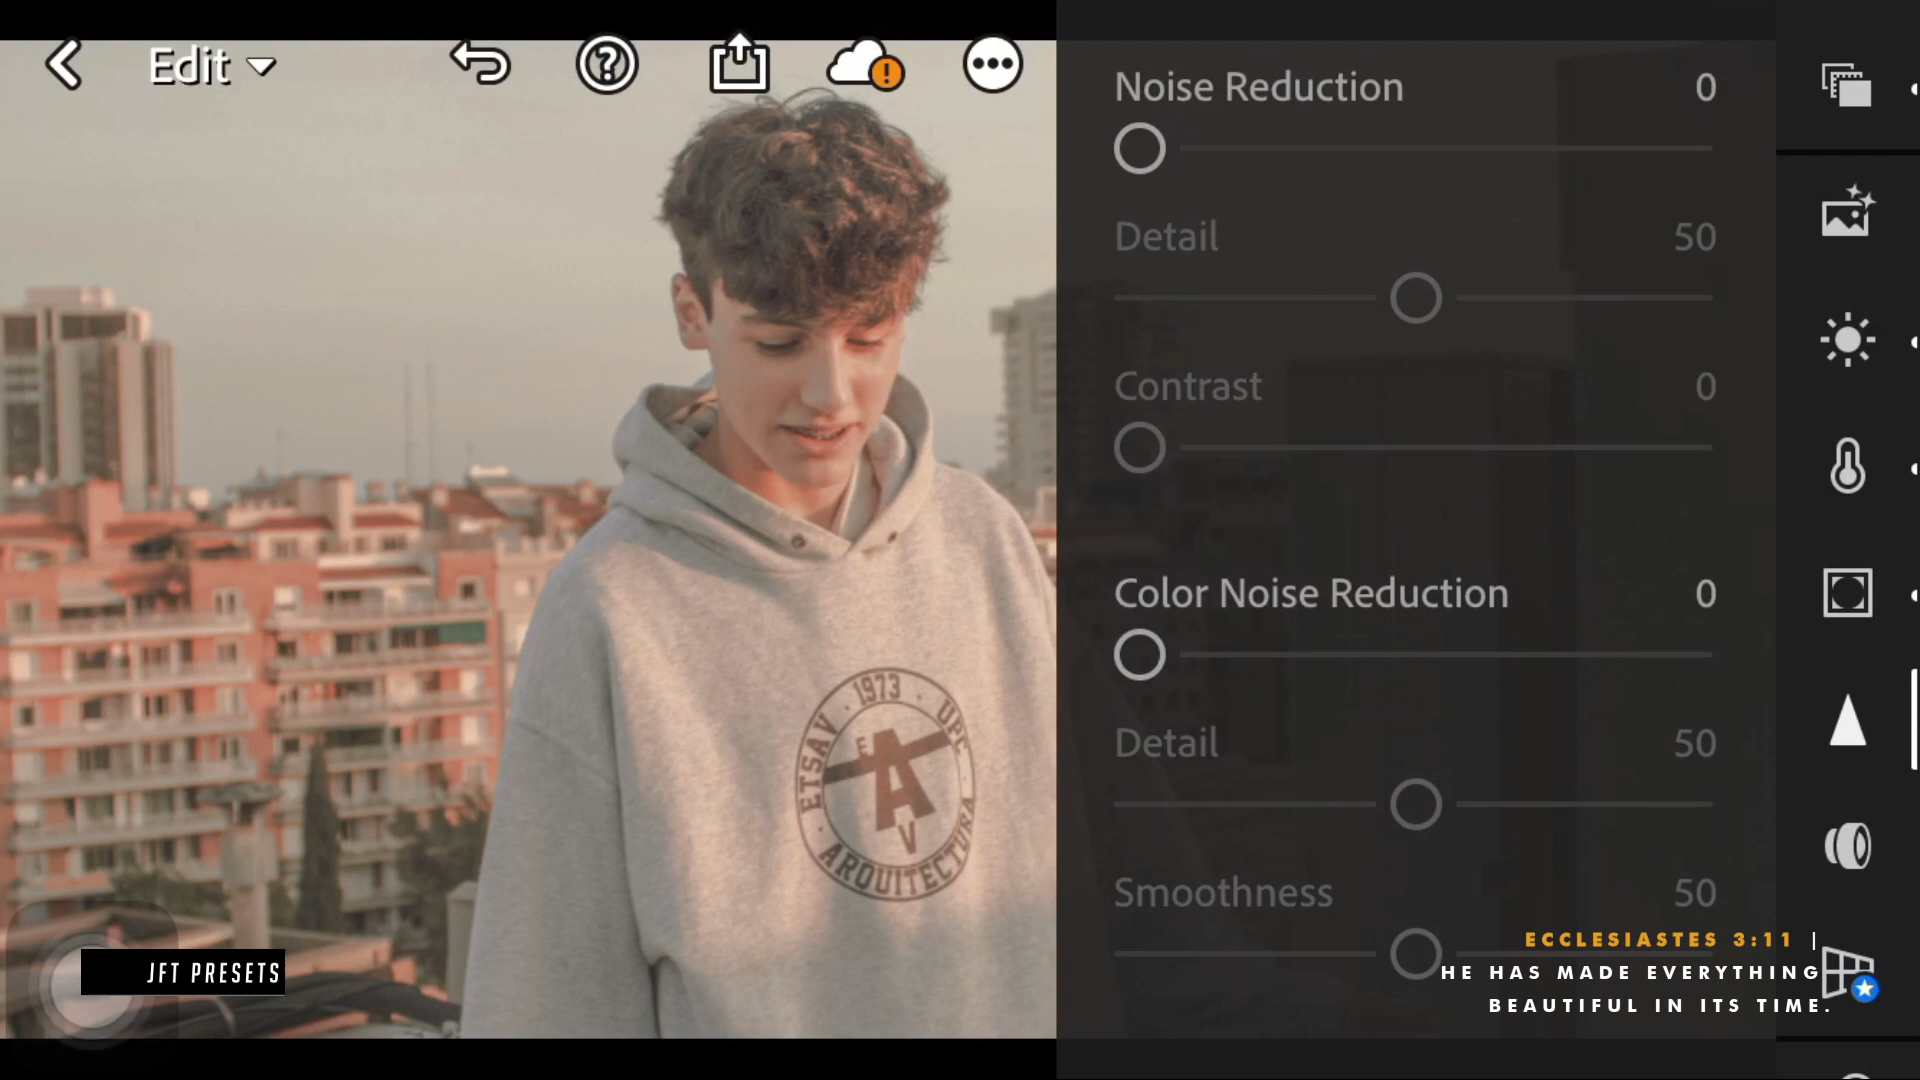 Edit
Noise Reduction 0
Detail 50
Contrast 0
Color Noise Reduction 0
Detail 50
Smoothness 50
1973 · UPC · ARQUITECTURA · ETSAV ·
E
A
V
JFT PRESETS
ECCLESIASTES 3:11 |
HE HAS MADE EVERYTHING
BEAUTIFUL IN ITS TIME.